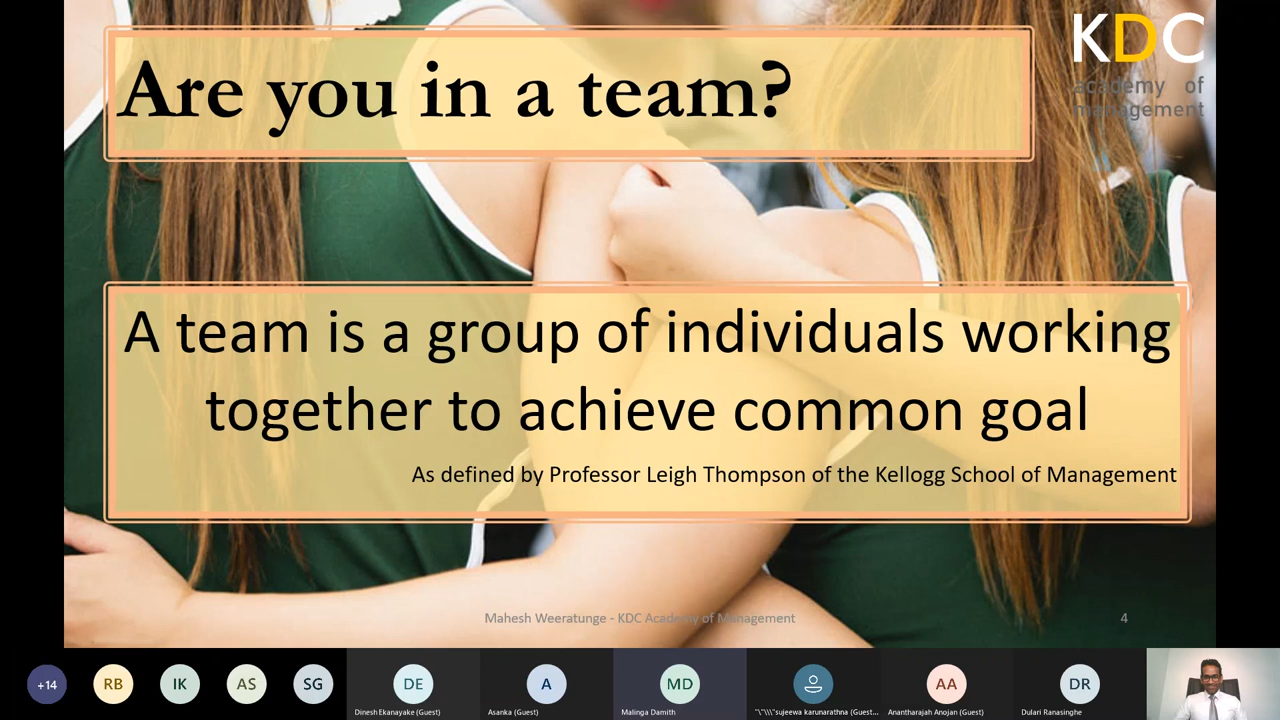 Are you in a team?
KDC
academy of
management
A team is a group of individuals working
together to achieve common goal
As defined by Professor Leigh Thompson of the Kellogg School of Management
Mahesh Weeratunge - KDC Academy of Management
4
+14
RB
IK
AS
SG
DE
A
MD
AA
DR
Dinesh Ekanayake (Guest)
Asanka (Guest)
Malinga Damith
"\"\\\"sujeewa karunarathna (Guest...
Anantharajah Anojan (Guest)
Dulari Ranasinghe